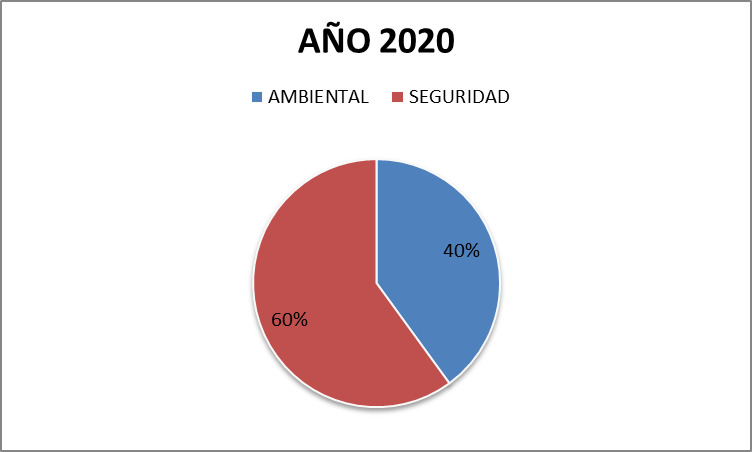 AÑO 2020
AMBIENTAL SEGURIDAD
40%
60%